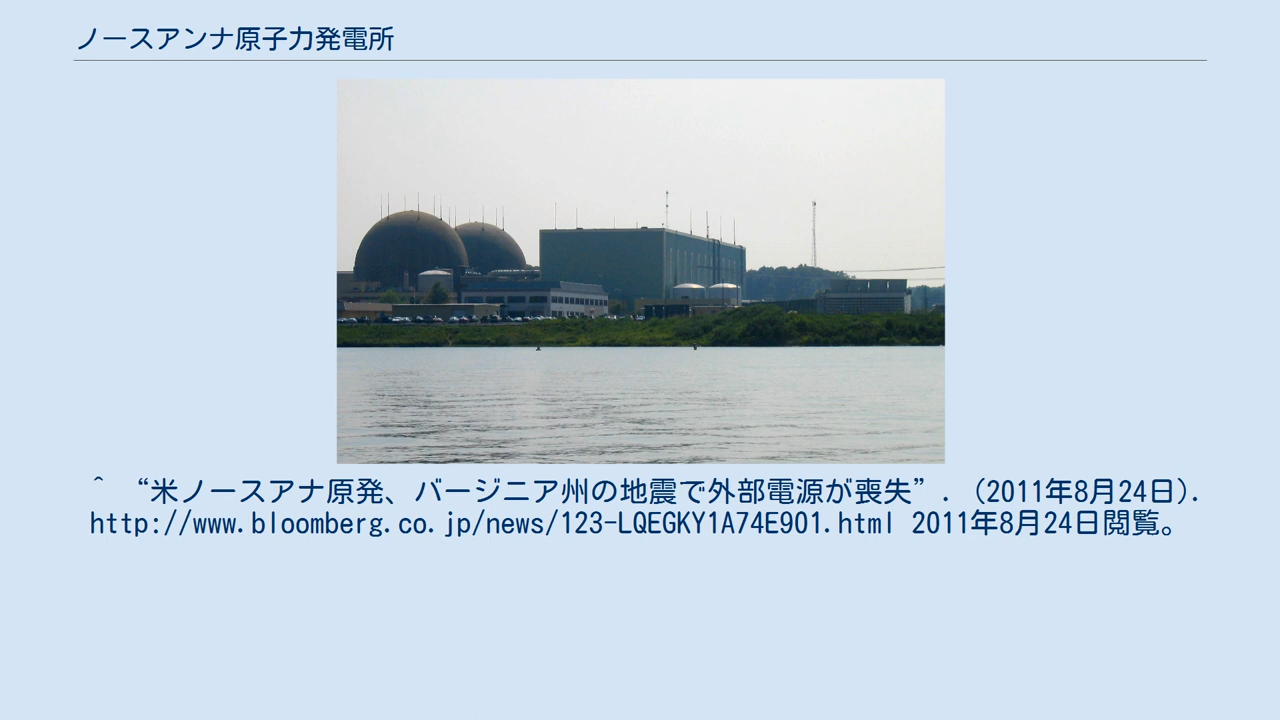 ノースアンナ原子力発電所
^ “米ノースアナ原発、バージニア州の地震で外部電源が喪失”. (2011年8月24日).
http://www.bloomberg.co.jp/news/123-LQEGKY1A74E901.html 2011年8月24日閲覧。